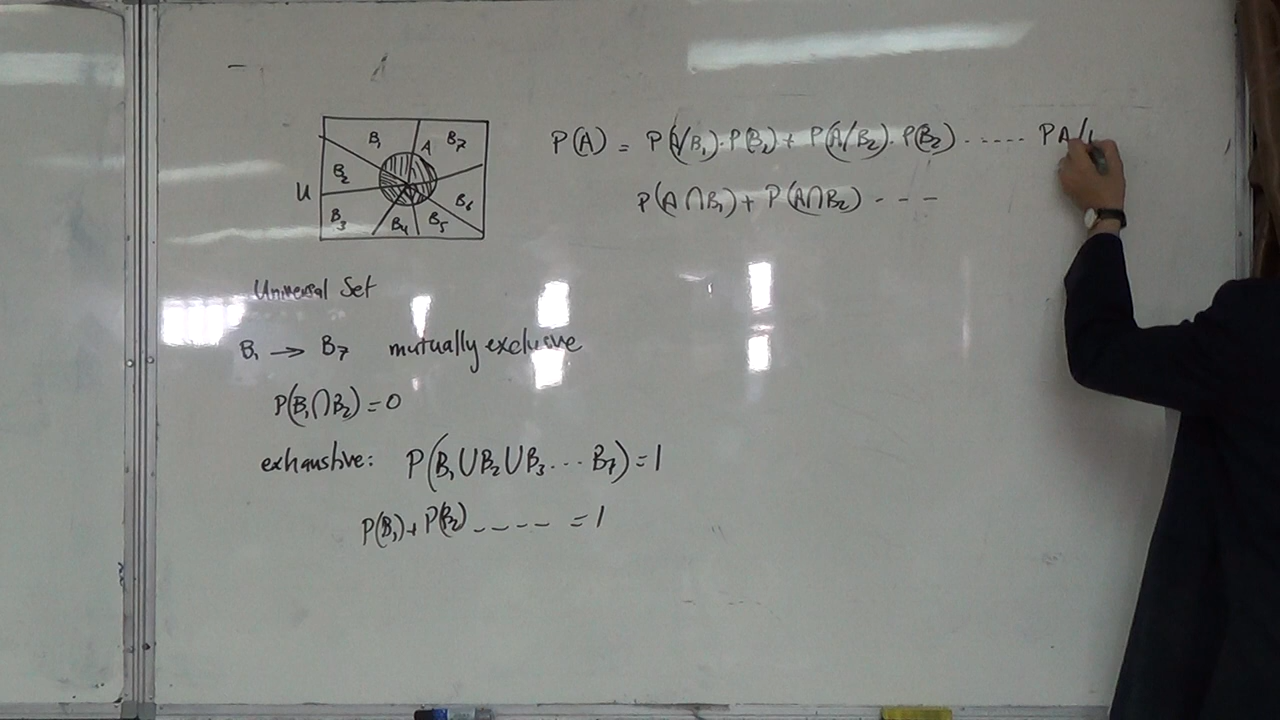 B₁ A B₇
B₂
U
B₆
B₃ B₄ B₅
P(A) = P(A/B₁)·P(B₁) + P(A/B₂)·P(B₂) ...... PA/
P(A∩B₁) + P(A∩B₂) - - -
Universal Set
B₁ → B₇ mutually exclusive
P(B₁∩B₂) = 0
exhaustive: P(B₁∪B₂∪B₃... B₇) = 1
P(B₁) + P(B₂) ----- = 1